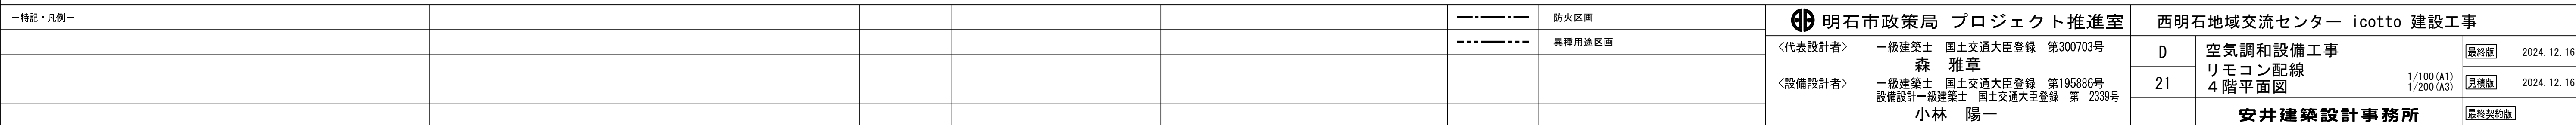 ー特記・凡例ー
防火区画
異種用途区画
明石市政策局 プロジェクト推進室
〈代表設計者〉 一級建築士 国土交通大臣登録 第300703号
森 雅章
〈設備設計者〉 一級建築士 国土交通大臣登録 第195886号
設備設計一級建築士 国土交通大臣登録 第 2339号
小林 陽一
西明石地域交流センター icotto 建設工事
D
21
空気調和設備工事
リモコン配線
4階平面図
1/100(A1)
1/200(A3)
安井建築設計事務所
最終版 2024.12.16
見積版 2024.12.16
最終契約版